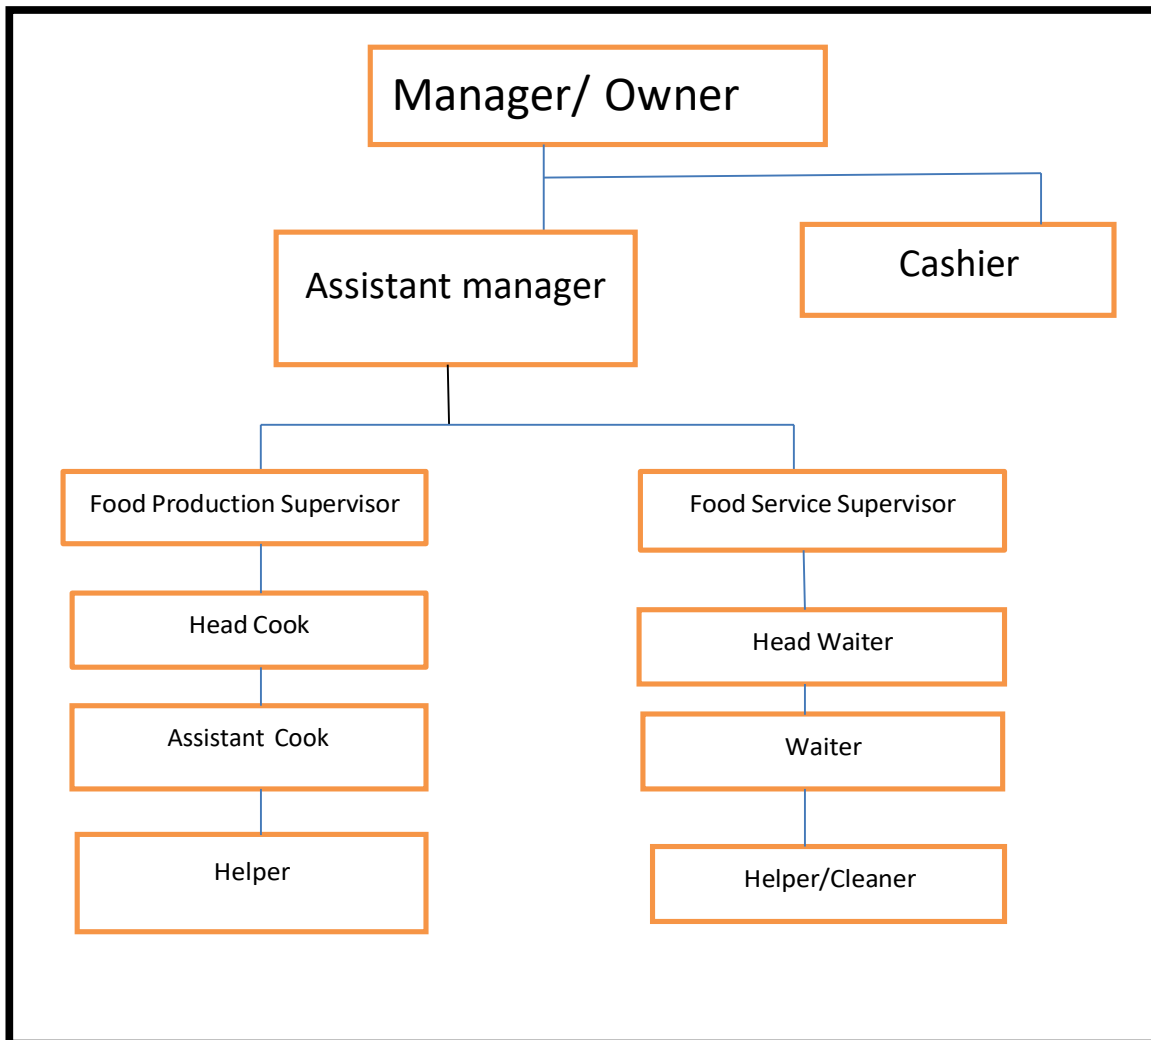 Manager/ Owner
Assistant manager
Cashier
Food Production Supervisor
Food Service Supervisor
Head Cook
Head Waiter
Assistant Cook
Waiter
Helper
Helper/Cleaner